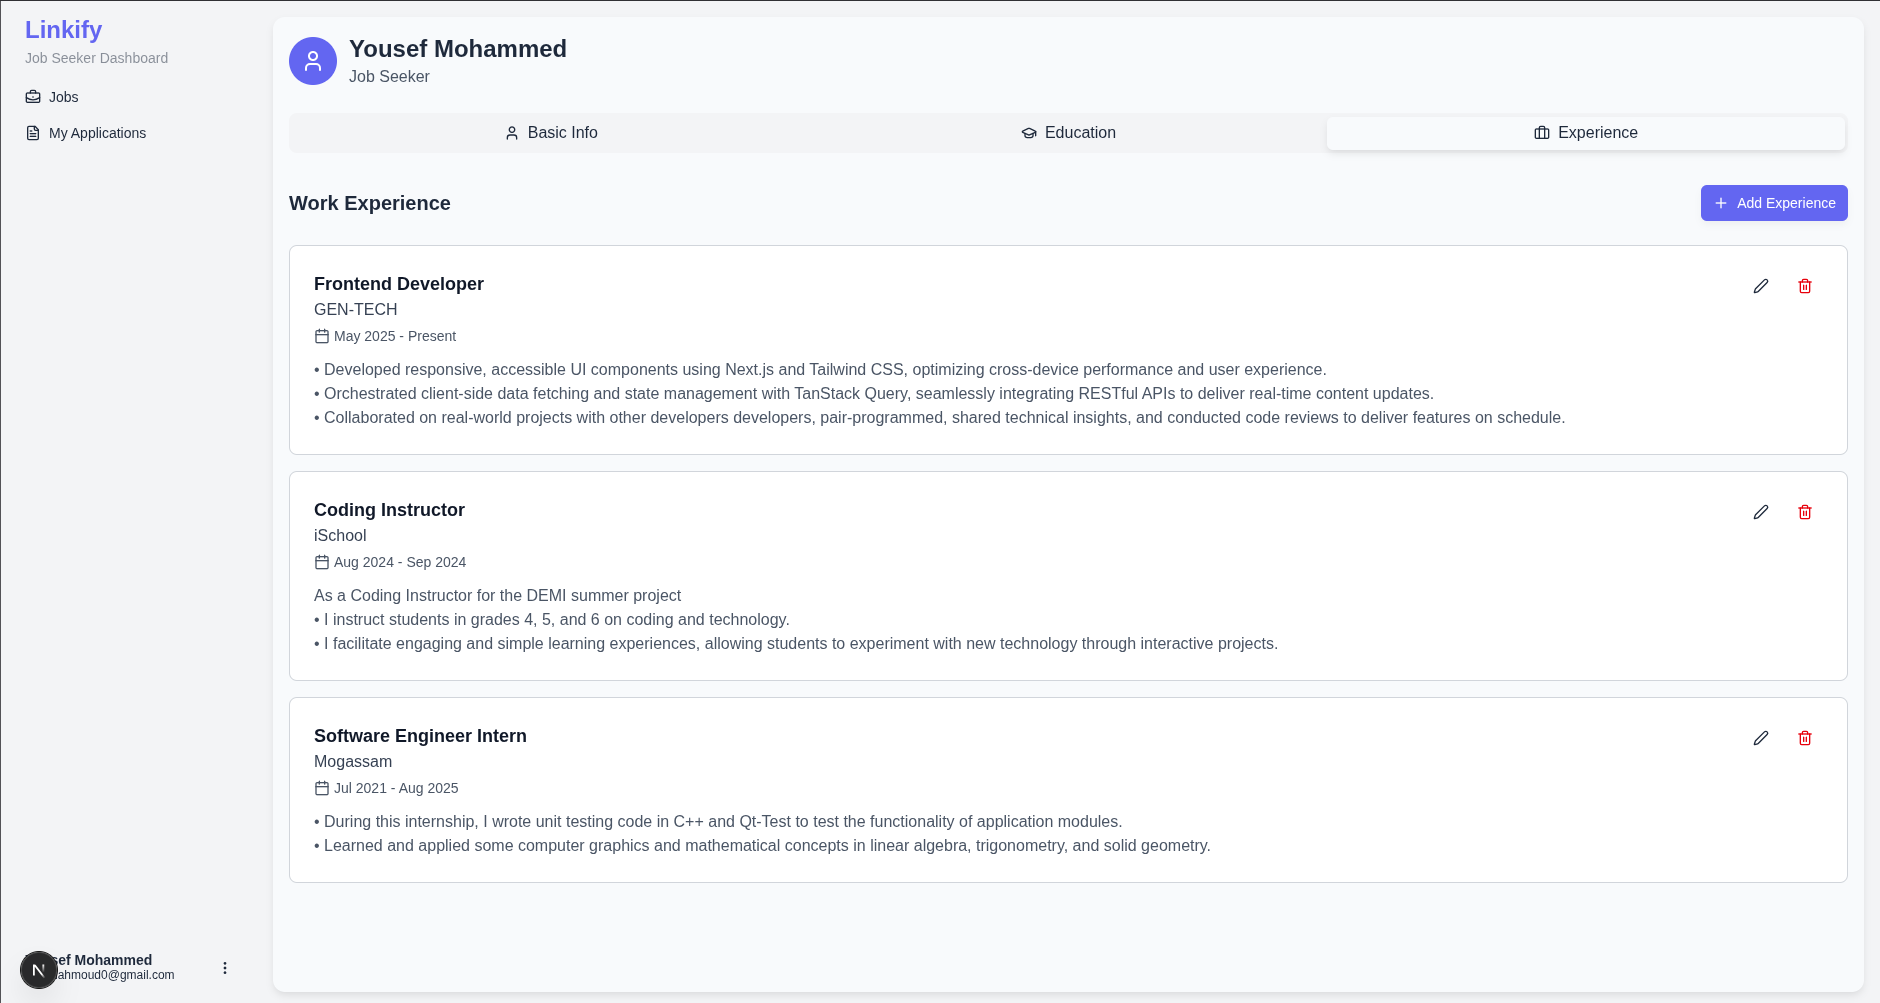 Linkify
Job Seeker Dashboard
Jobs
My Applications
Yousef Mohammed
Job Seeker
Basic Info
Education
Experience
Work Experience
Add Experience
Frontend Developer
GEN-TECH
May 2025 - Present
• Developed responsive, accessible UI components using Next.js and Tailwind CSS, optimizing cross-device performance and user experience.
• Orchestrated client-side data fetching and state management with TanStack Query, seamlessly integrating RESTful APIs to deliver real-time content updates.
• Collaborated on real-world projects with other developers developers, pair-programmed, shared technical insights, and conducted code reviews to deliver features on schedule.
Coding Instructor
iSchool
Aug 2024 - Sep 2024
As a Coding Instructor for the DEMI summer project
• I instruct students in grades 4, 5, and 6 on coding and technology.
• I facilitate engaging and simple learning experiences, allowing students to experiment with new technology through interactive projects.
Software Engineer Intern
Mogassam
Jul 2021 - Aug 2025
• During this internship, I wrote unit testing code in C++ and Qt-Test to test the functionality of application modules.
• Learned and applied some computer graphics and mathematical concepts in linear algebra, trigonometry, and solid geometry.
Mohammed
N